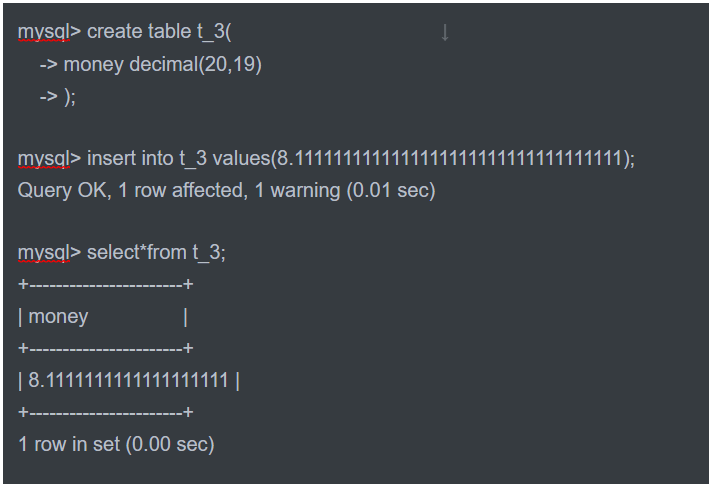 mysql> create table t_3(
-> money decimal(20,19)
-> );
mysql> insert into t_3 values(8.1111111111111111111111111111111111);
Query OK, 1 row affected, 1 warning (0.01 sec)
mysql> select*from t_3;
+-----------------------+
| money |
+-----------------------+
| 8.1111111111111111111 |
+-----------------------+
1 row in set (0.00 sec)